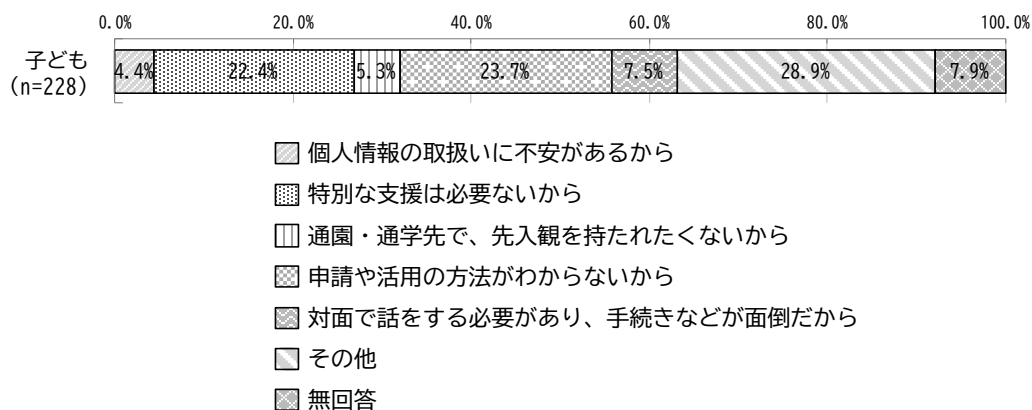 0.0% 20.0% 40.0% 60.0% 80.0% 100.0%
子ども
(n=228)
4.4% 22.4% 5.3% 23.7% 7.5% 28.9% 7.9%
個人情報の取扱いに不安があるから
特別な支援は必要ないから
通園・通学先で、先入観を持たれたくないから
申請や活用の方法がわからないから
対面で話をする必要があり、手続きなどが面倒だから
その他
無回答